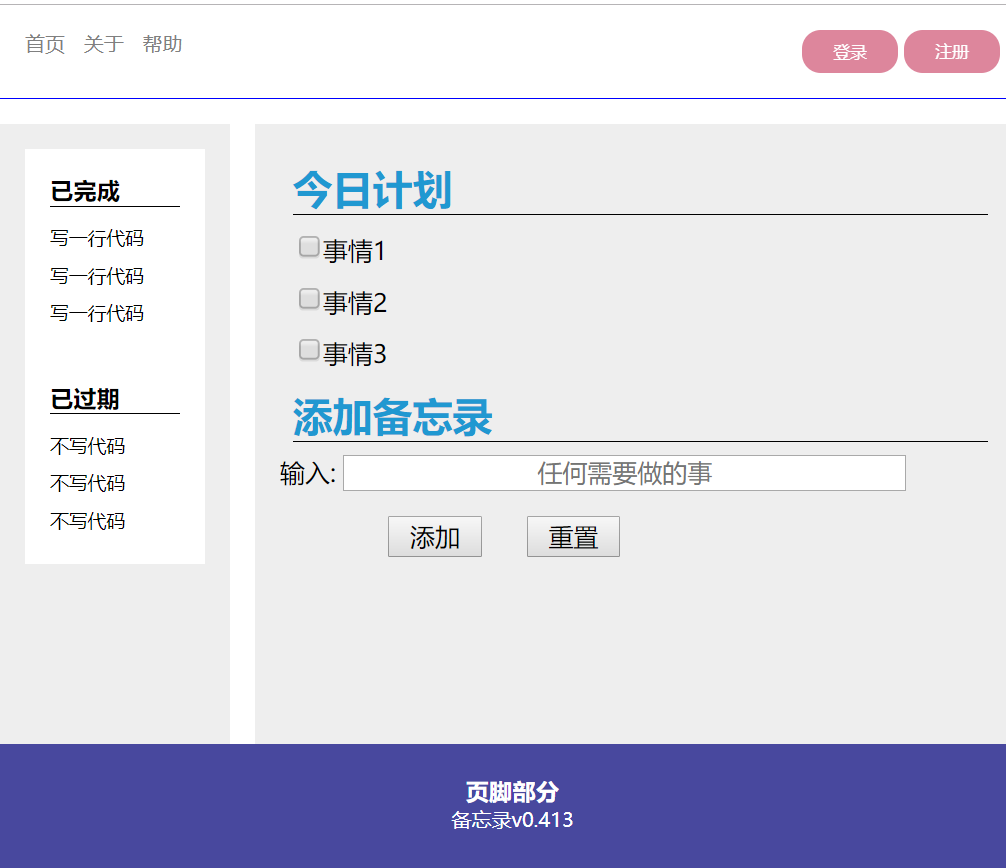 首页 关于 帮助
登录 注册
已完成
写一行代码
写一行代码
写一行代码
已过期
不写代码
不写代码
不写代码
今日计划
事情1
事情2
事情3
添加备忘录
输入: 任何需要做的事
添加 重置
页脚部分
备忘录v0.413